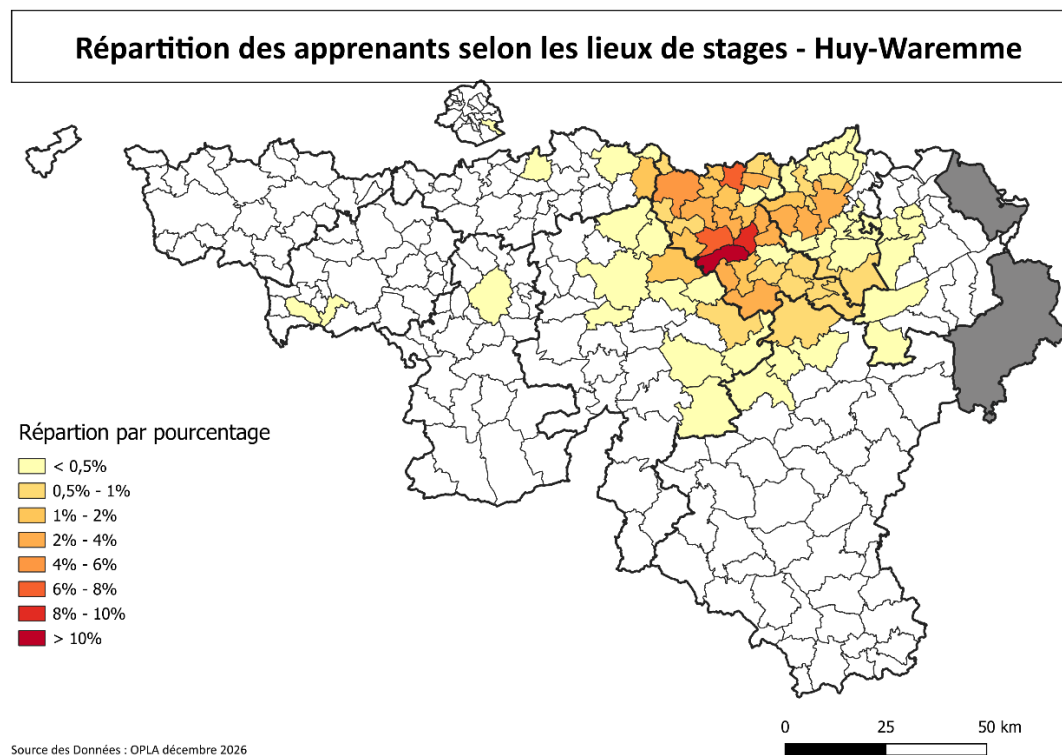 Répartition des apprenants selon les lieux de stages - Huy-Waremme
Répartion par pourcentage
< 0,5%
0,5% - 1%
1% - 2%
2% - 4%
4% - 6%
6% - 8%
8% - 10%
> 10%
0 25 50 km
Source des Données : OPLA décembre 2026